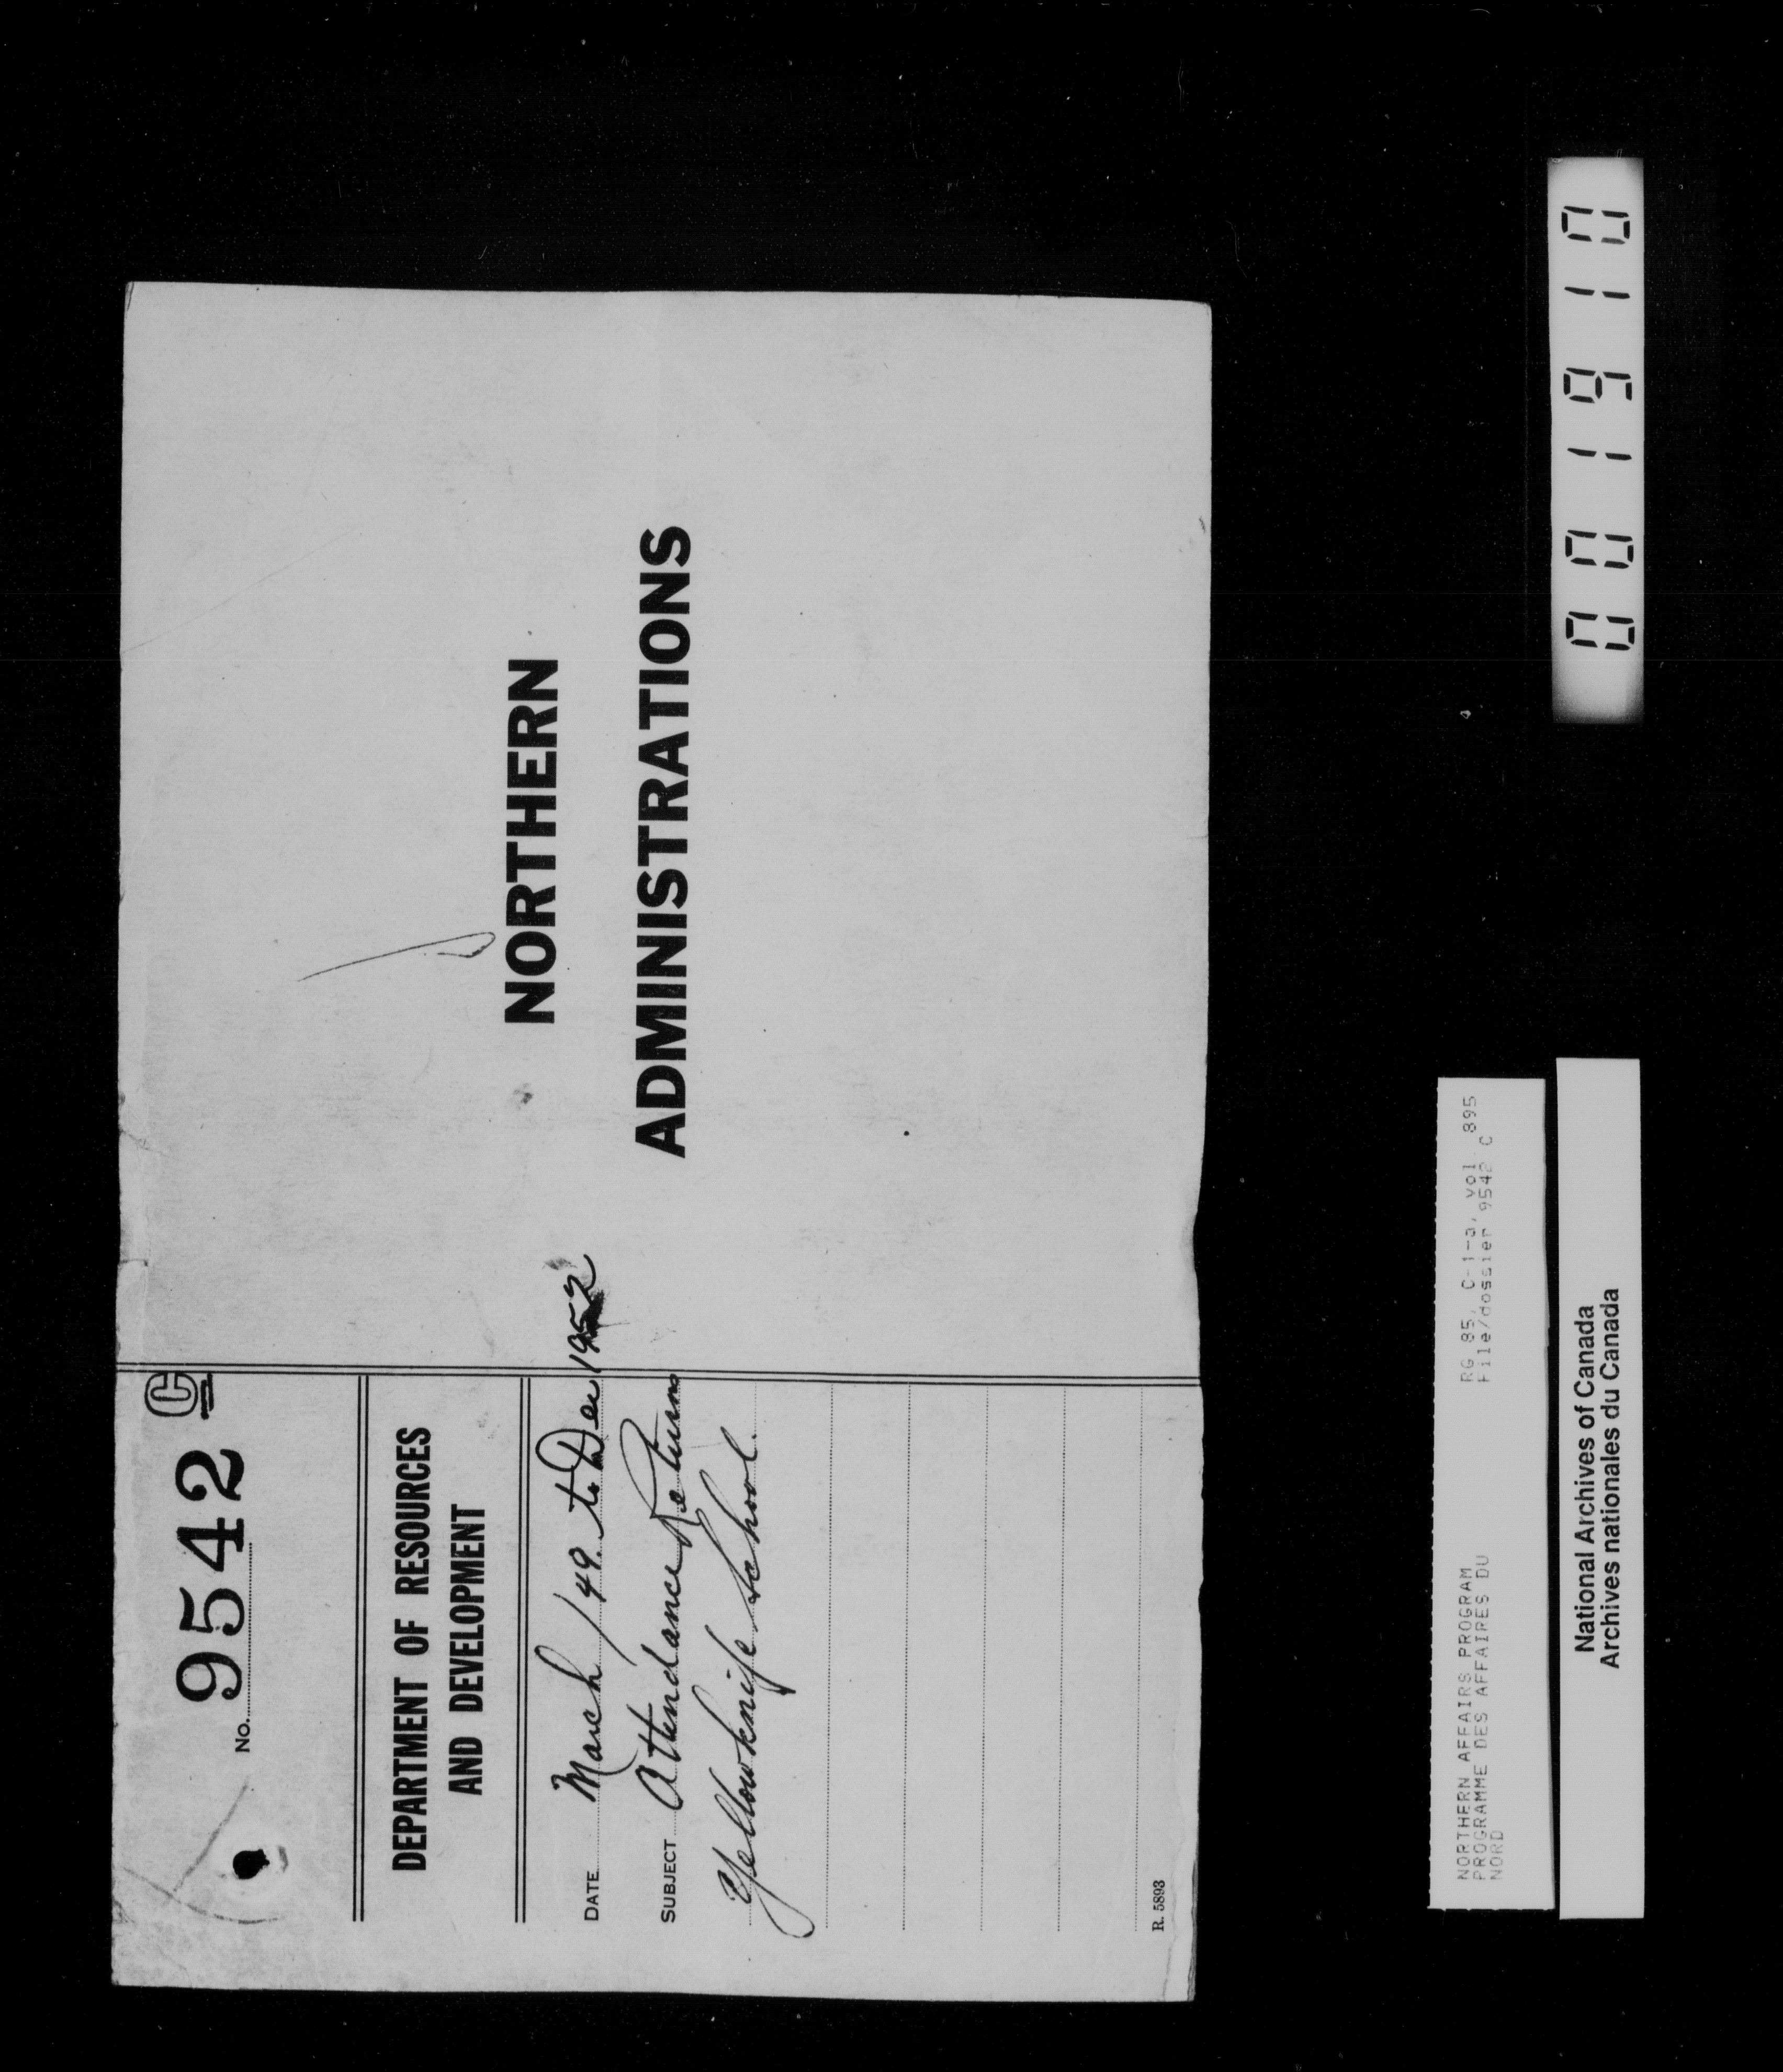 No. 9542 C
DEPARTMENT OF RESOURCES
AND DEVELOPMENT
DATE March /49. to Dec 1952
SUBJECT Attendance Returns
Yellowknife School.
R. 5893
NORTHERN
ADMINISTRATIONS
NORTHERN AFFAIRS PROGRAM
PROGRAMME DES AFFAIRES DU
NORD
RG 85, C-1-a, vol 895
File/dossier 9542 C
National Archives of Canada
Archives nationales du Canada
001910